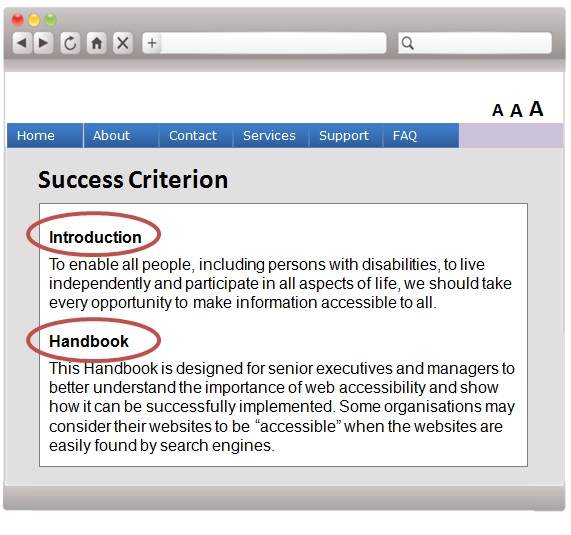 A A A
Home About Contact Services Support FAQ
Success Criterion
Introduction
To enable all people, including persons with disabilities, to live
independently and participate in all aspects of life, we should take
every opportunity to make information accessible to all.
Handbook
This Handbook is designed for senior executives and managers to
better understand the importance of web accessibility and show
how it can be successfully implemented. Some organisations may
consider their websites to be “accessible” when the websites are
easily found by search engines.